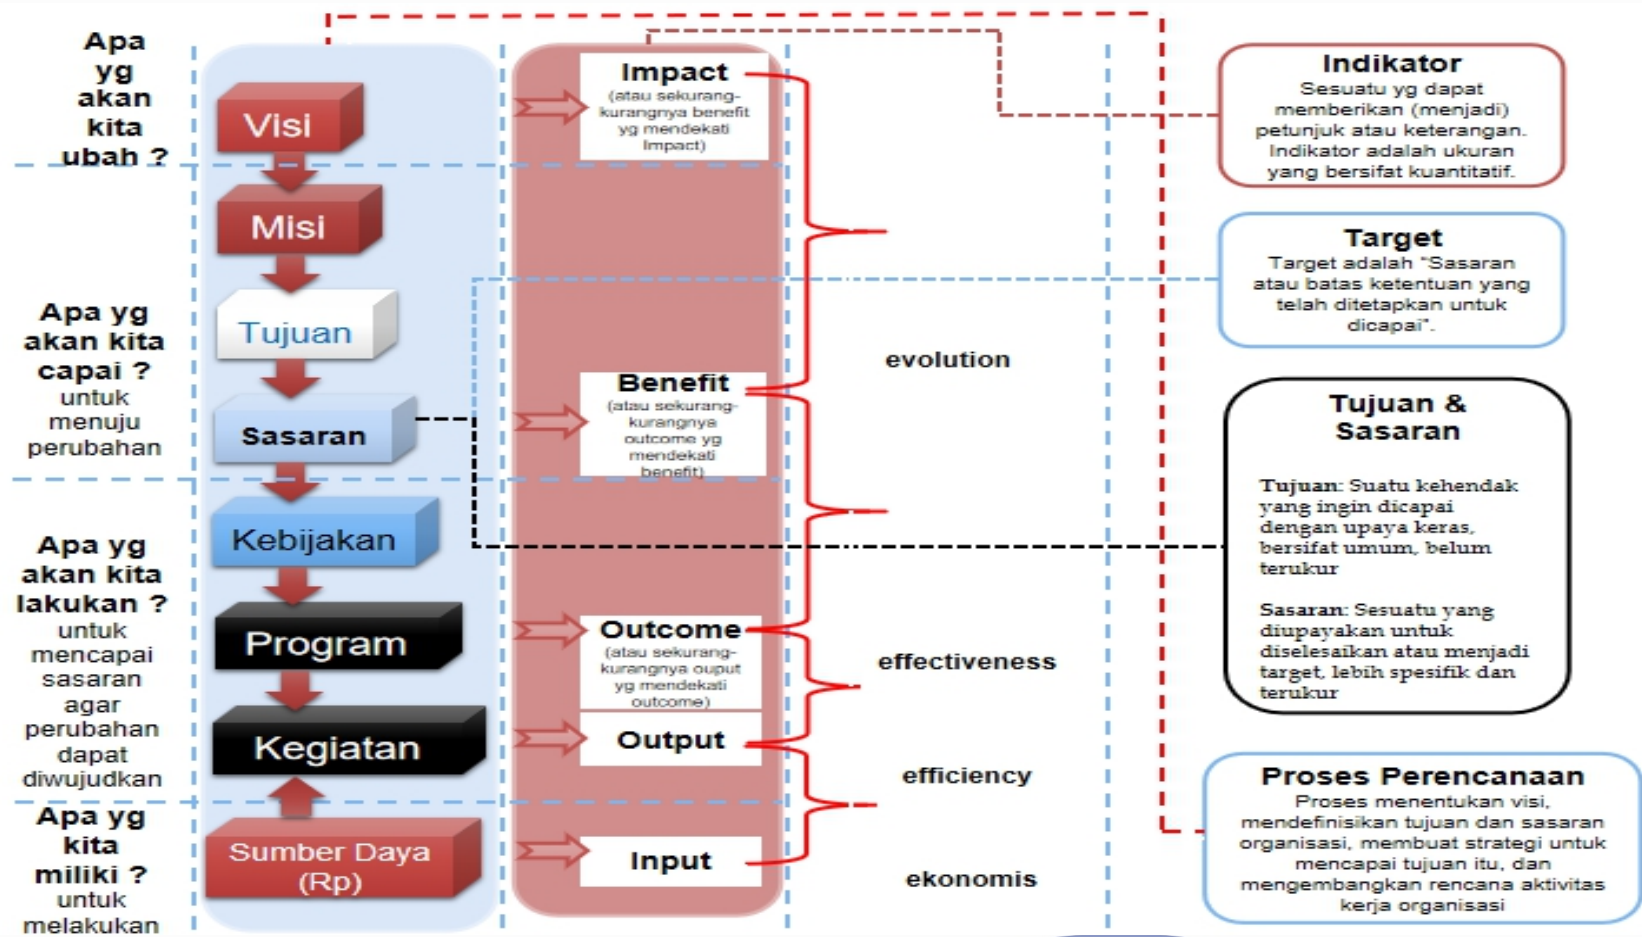 Apa
yg
akan
kita
ubah ?
Apa yg
akan kita
capai ?
untuk
menuju
perubahan
Apa yg
akan kita
lakukan ?
untuk
mencapai
sasaran
agar
perubahan
dapat
diwujudkan
Apa yg
kita
miliki ?
untuk
melakukan
Visi
Misi
Tujuan
Sasaran
Kebijakan
Program
Kegiatan
Sumber Daya
(Rp)
Impact
(atau sekurang-
kurangnya benefit
yg mendekati
Impact)
Benefit
(atau sekurang-
kurangnya
outcome yg
mendekati
benefit)
Outcome
(atau sekurang-
kurangnya ouput
yg mendekati
outcome)
Output
Input
evolution
effectiveness
efficiency
ekonomis
Indikator
Sesuatu yg dapat
memberikan (menjadi)
petunjuk atau keterangan.
Indikator adalah ukuran
yang bersifat kuantitatif.
Target
Target adalah “Sasaran
atau batas ketentuan yang
telah ditetapkan untuk
dicapai”.
Tujuan &
Sasaran
Tujuan: Suatu kehendak
yang ingin dicapai
dengan upaya keras,
bersifat umum, belum
terukur
Sasaran: Sesuatu yang
diupayakan untuk
diselesaikan atau menjadi
target, lebih spesifik dan
terukur
Proses Perencanaan
Proses menentukan visi,
mendefinisikan tujuan dan sasaran
organisasi, membuat strategi untuk
mencapai tujuan itu, dan
mengembangkan rencana aktivitas
kerja organisasi